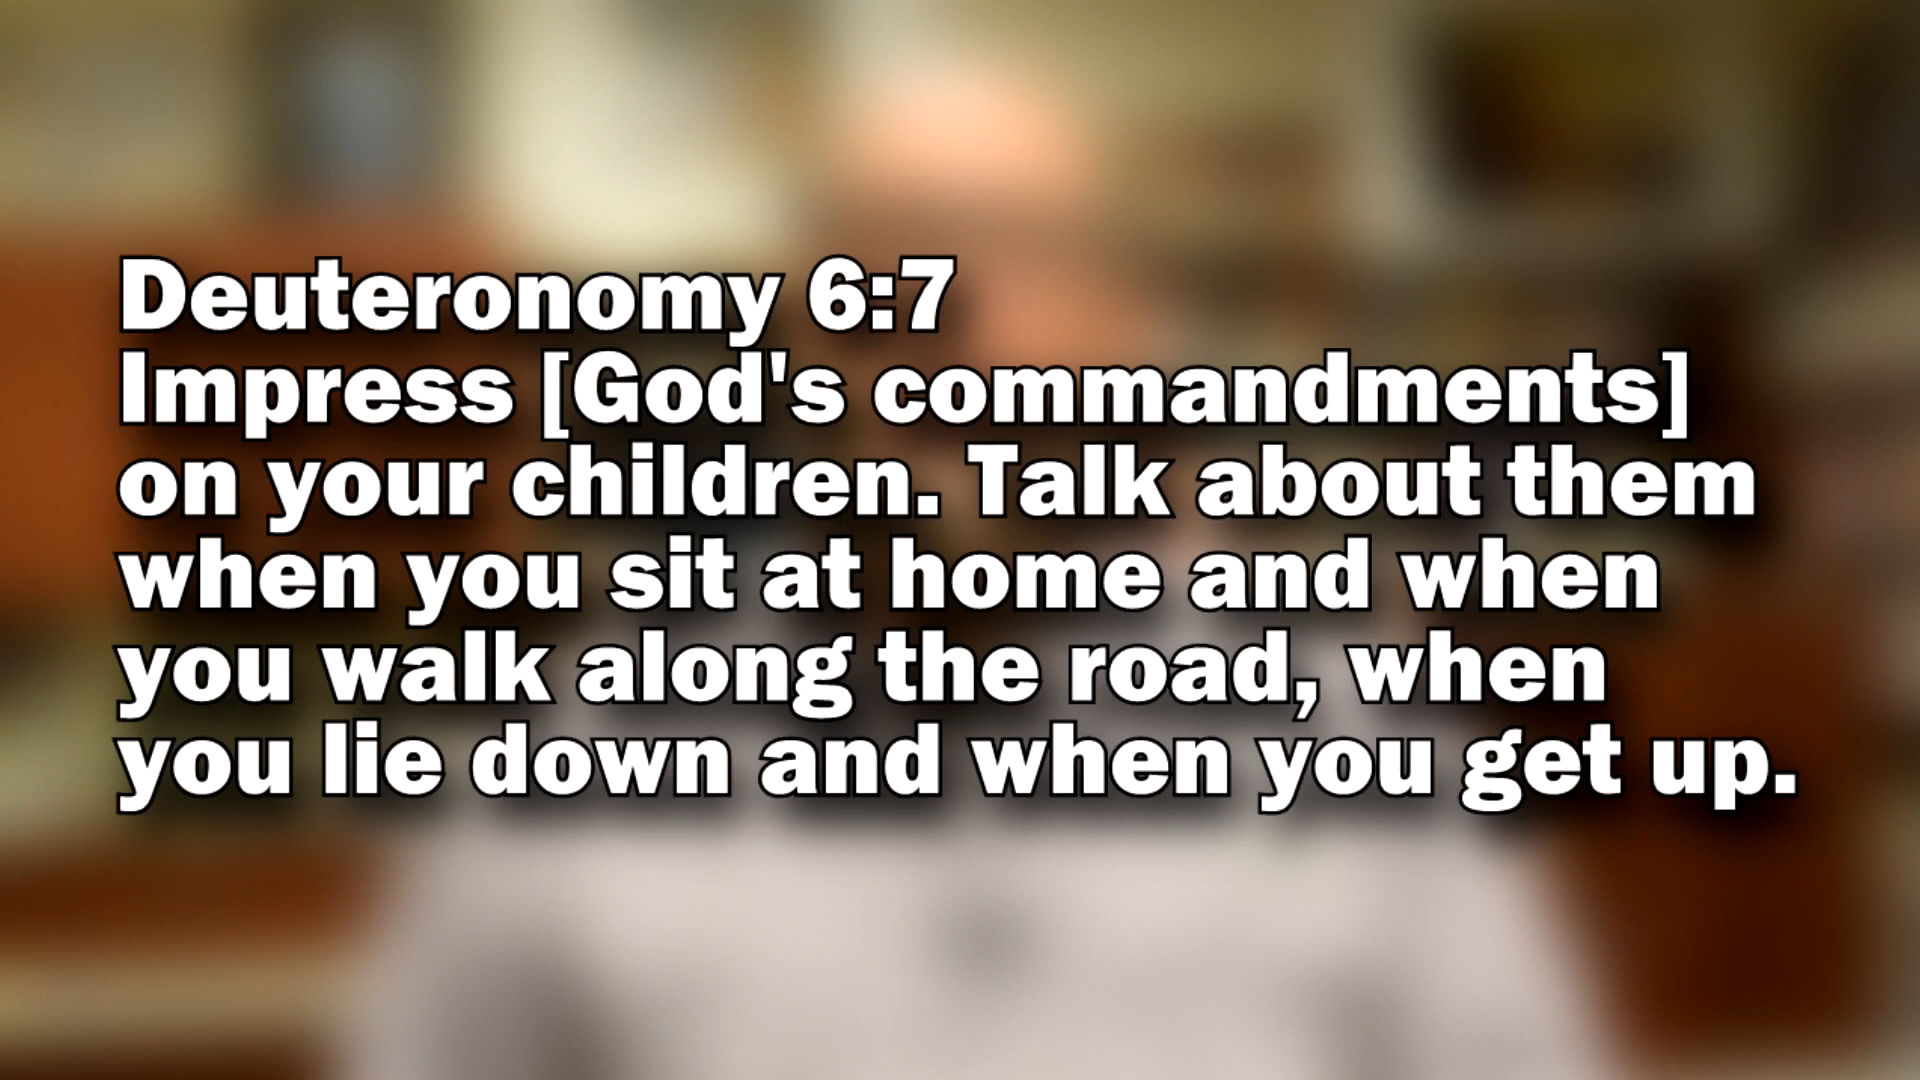 Deuteronomy 6:7
Impress [God's commandments]
on your children. Talk about them
when you sit at home and when
you walk along the road, when
you lie down and when you get up.